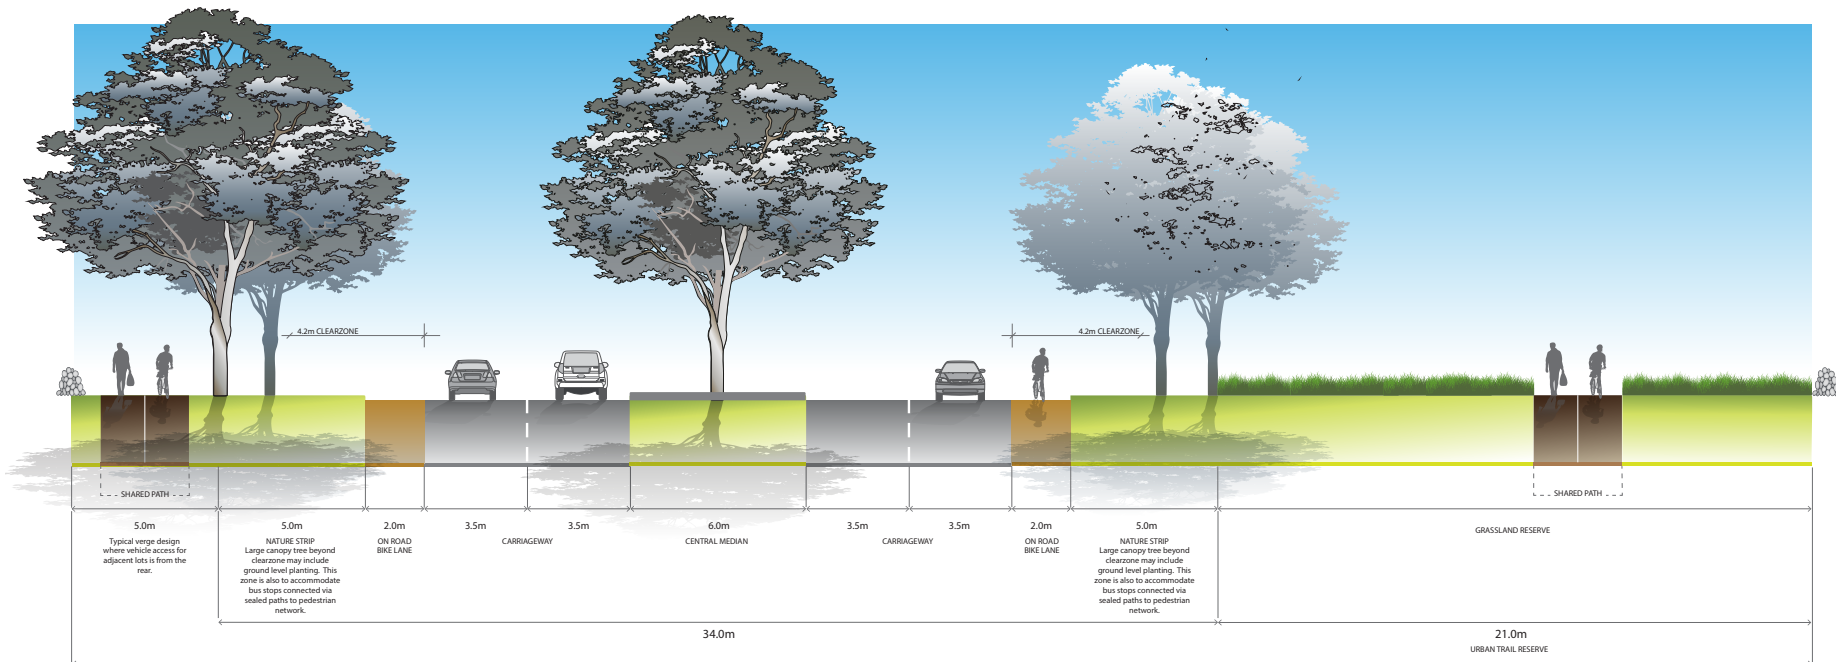 4.2m CLEARZONE
4.2m CLEARZONE
SHARED PATH
SHARED PATH
5.0m
Typical verge design
where vehicle access for
adjacent lots is from the
rear.
5.0m
NATURE STRIP
Large canopy tree beyond
clearzone may include
ground level planting. This
zone is also to accommodate
bus stops connected via
sealed paths to pedestrian
network.
2.0m
ON ROAD
BIKE LANE
3.5m
3.5m
CARRIAGEWAY
6.0m
CENTRAL MEDIAN
3.5m
3.5m
CARRIAGEWAY
2.0m
ON ROAD
BIKE LANE
5.0m
NATURE STRIP
Large canopy tree beyond
clearzone may include
ground level planting. This
zone is also to accommodate
bus stops connected via
sealed paths to pedestrian
network.
GRASSLAND RESERVE
34.0m
21.0m
URBAN TRAIL RESERVE